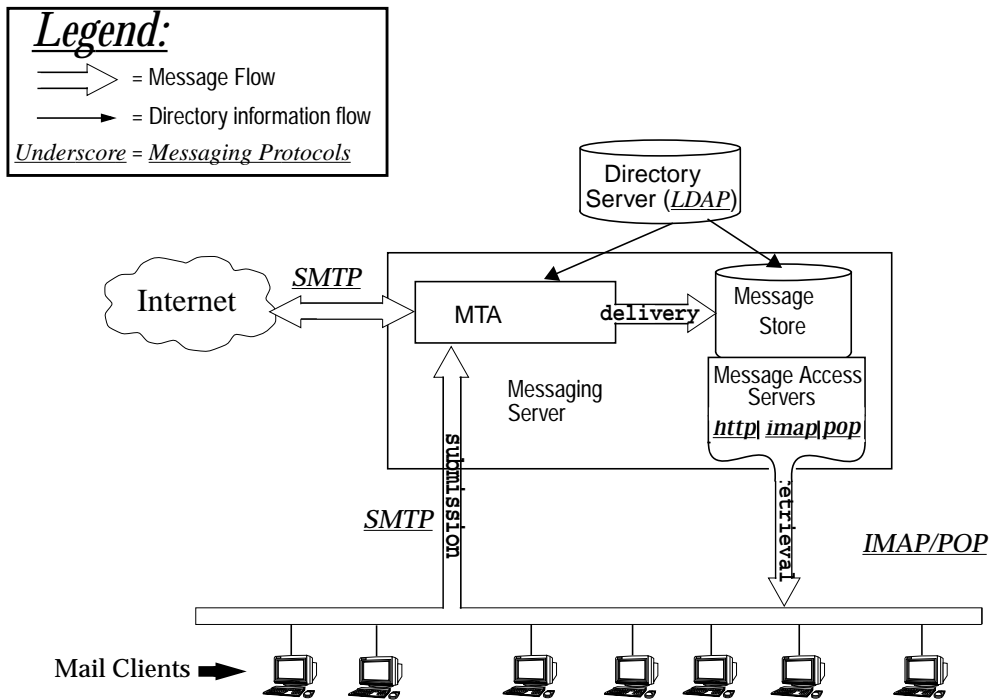 Legend:
= Message Flow
= Directory information flow
Underscore = Messaging Protocols
Directory
Server (LDAP)
Internet
SMTP
MTA
delivery
Message
Store
Message Access
Servers
http| imap|pop
Messaging
Server
submission
SMTP
retrieval
IMAP/POP
Mail Clients